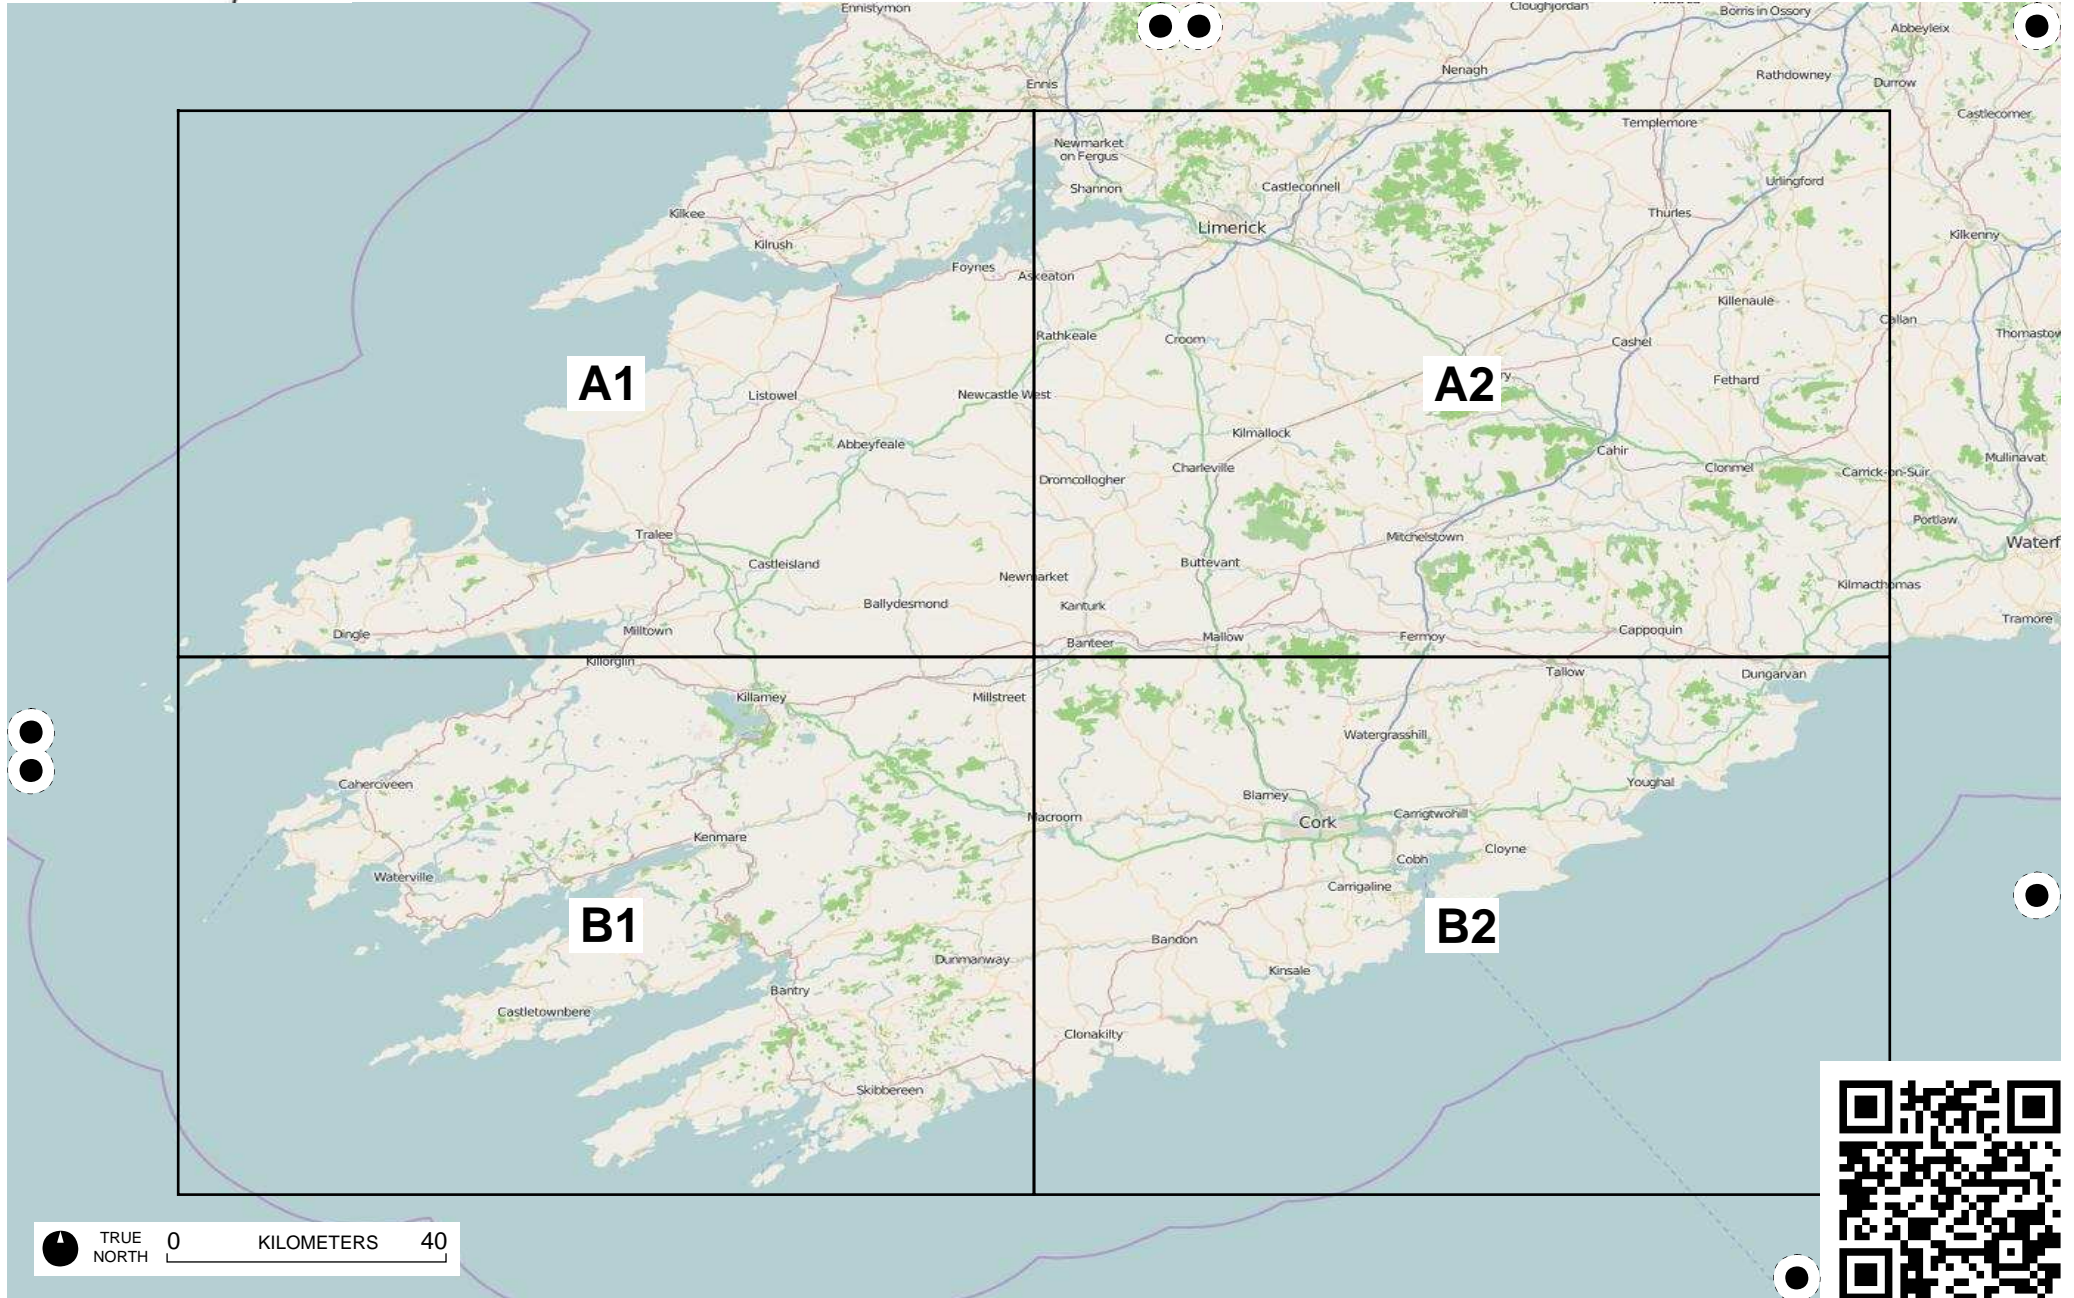 Ennistymon
Cloughjordan
Borris in Ossory
Abbeyleix
Nenagh
Rathdowney
Durrow
Ennis
Castlecomer
Templemore
Newmarket
on Fergus
Shannon
Castleconnell
Urlingford
Kilkee
Thurles
Limerick
Kilkenny
Kilrush
Foynes
Askeaton
Killenaule
Callan
Rathkeale
Croom
Cashel
Thomastow
A1
A2
ry
Fethard
Listowel
Newcastle West
Abbeyfeale
Kilmallock
Cahir
Mullinavat
Charleville
Clonmel
Carrick-on-Suir
Dromcollogher
Portlaw
Tralee
Mitchelstown
Waterf
Castleisland
Buttevant
Newmarket
Kilmacthomas
Ballydesmond
Kanturk
Tramore
Dingle
Milltown
Banteer
Mallow
Fermoy
Cappoquin
Killorglin
Tallow
Dungarvan
Killarney
Millstreet
Watergrasshill
Caherciveen
Youghal
Blarney
Macroom
Cork
Carrigtwohill
Kenmare
Cloyne
Cobh
Waterville
Carrigaline
B1
B2
Bandon
Dunmanway
Kinsale
Bantry
Castletownbere
Clonakilty
Skibbereen
TRUE
NORTH
0 KILOMETERS 40